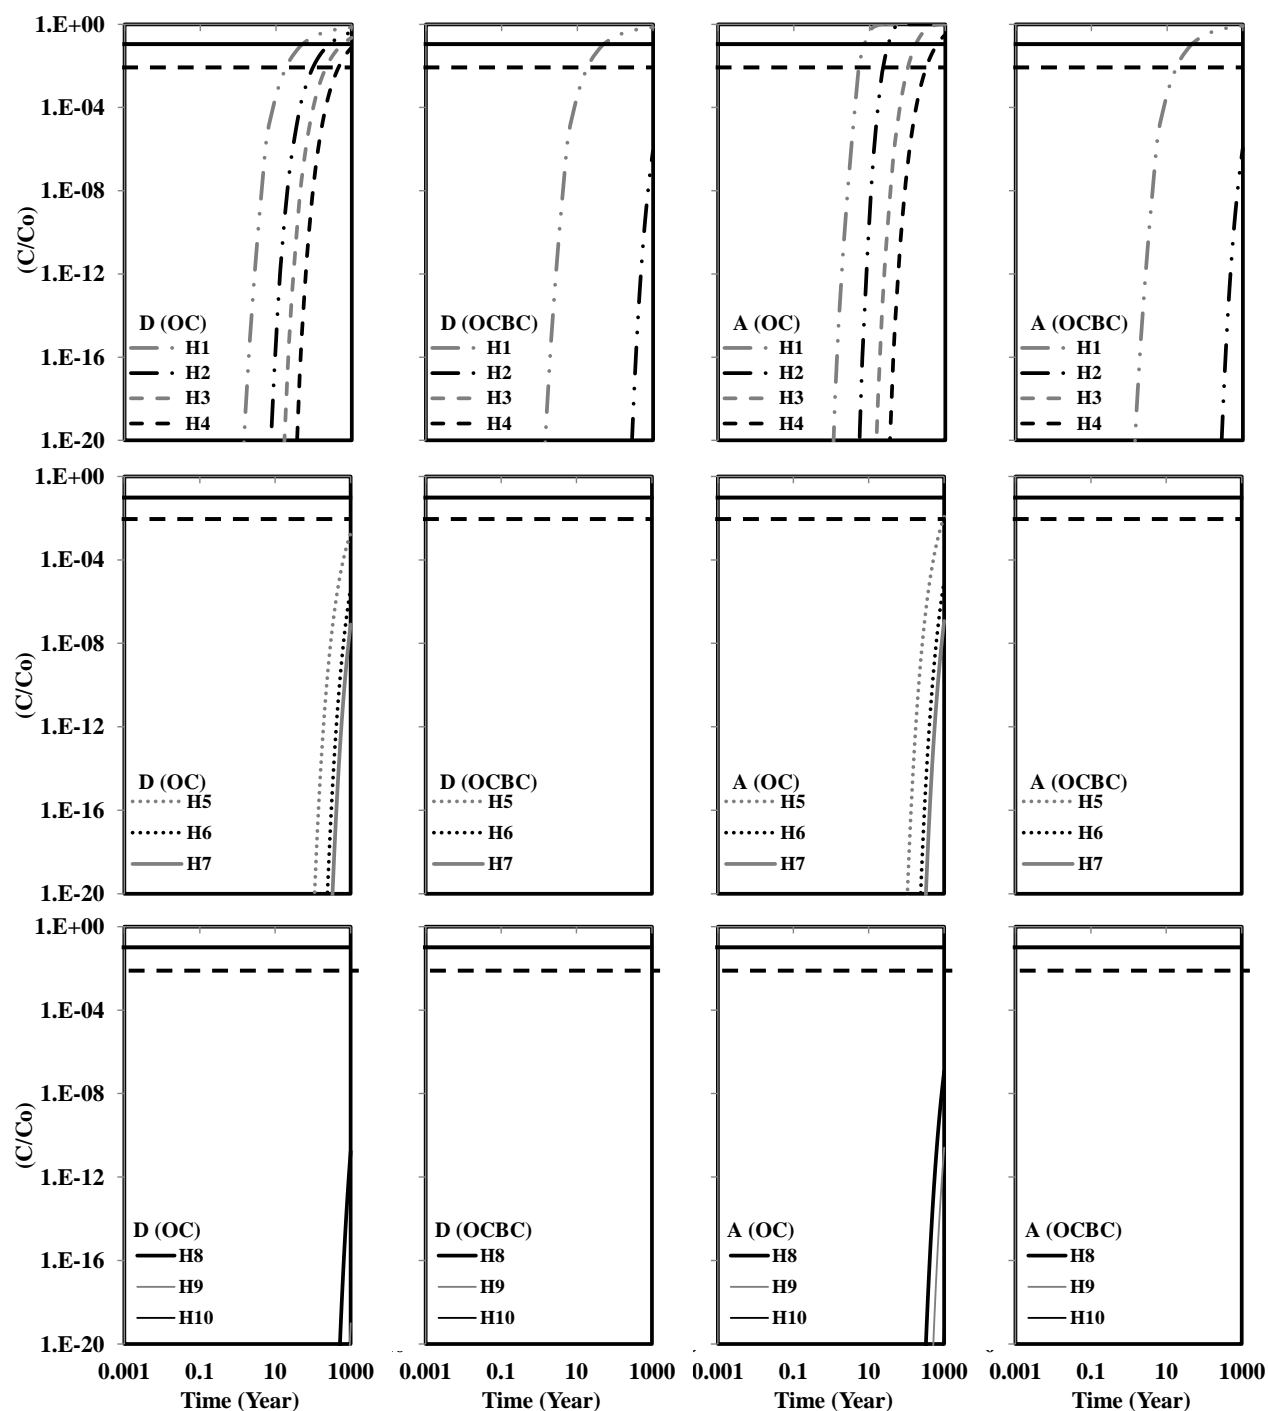 1.E+00
1.E-04
1.E-08
1.E-12
1.E-16
1.E-20
(C/Co)
D (OC)
H1
H2
H3
H4
D (OCBC)
H1
H2
H3
H4
A (OC)
H1
H2
H3
H4
A (OCBC)
H1
H2
H3
H4
1.E+00
1.E-04
1.E-08
1.E-12
1.E-16
1.E-20
(C/Co)
D (OC)
H5
H6
H7
D (OCBC)
H5
H6
H7
A (OC)
H5
H6
H7
A (OCBC)
H5
H6
H7
1.E+00
1.E-04
1.E-08
1.E-12
1.E-16
1.E-20
(C/Co)
D (OC)
H8
H9
H10
D (OCBC)
H8
H9
H10
A (OC)
H8
H9
H10
A (OCBC)
H8
H9
H10
0.001 0.1 10 1000
Time (Year)
0.001 0.1 10 1000
Time (Year)
0.001 0.1 10 1000
Time (Year)
0.001 0.1 10 1000
Time (Year)